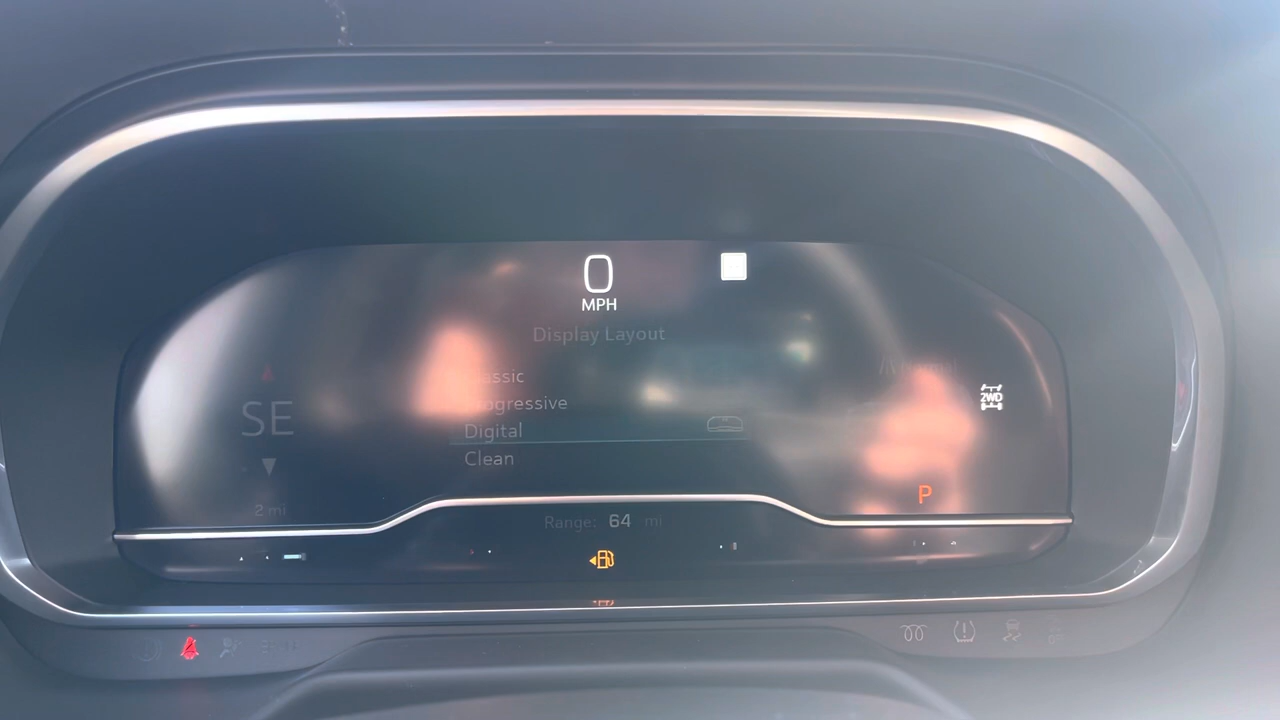 0
MPH
Display Layout
Classic
Progressive
SE
Digital
Clean
2WD
P
2 mi
Range: 64 mi